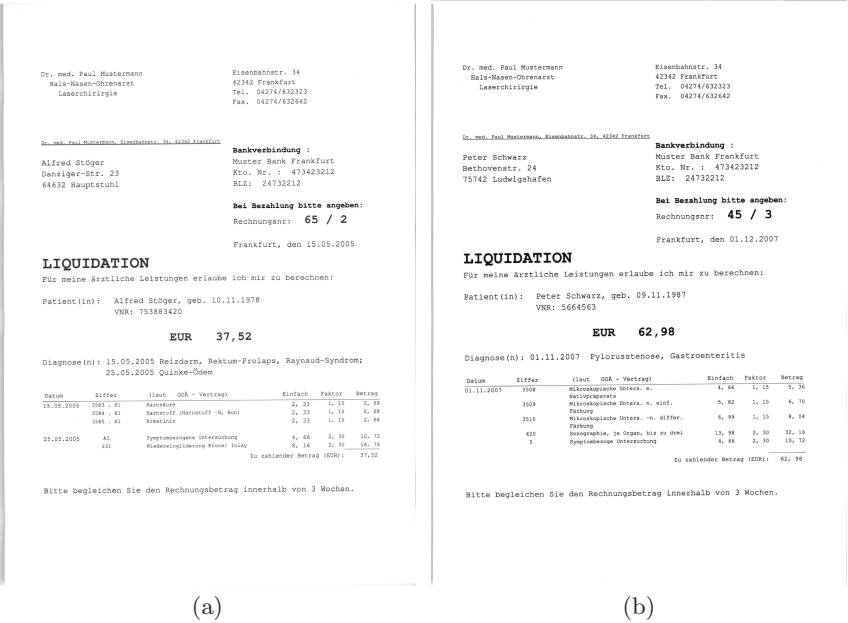 Dr. med. Paul Mustermann
Hals-Nasen-Ohrenarzt
Laserchirirgie
Eisenbahnstr. 34
42342 Frankfurt
Tel. 04274/632323
Fax. 04274/632642
Dr. med. Paul Mustermann, Eisenbahnstr. 34, 42342 Frankfurt
Alfred Stöger
Danziger-Str. 23
64632 Hauptstuhl
Bankverbindung :
Muster Bank Frankfurt
Kto. Nr. : 473423212
BLZ: 24732212
Bei Bezahlung bitte angeben:
Rechnungsnr: 65 / 2
Frankfurt, den 15.05.2005
LIQUIDATION
Für meine ärztliche Leistungen erlaube ich mir zu berechnen:
Patient(in): Alfred Stöger, geb. 10.11.1978
VNR: 753883420
EUR 37,52
Diagnose(n): 15.05.2005 Reizdarm, Rektum-Prolaps, Raynaud-Syndrom;
25.05.2005 Quinke-Ödem
Datum Ziffer (laut GOÄ - Vertrag) Einfach Faktor Betrag
15.05.2005 3583 . H1 Harnsäure 2, 33 1, 15 2, 68
3584 . H1 Harnstoff (Harnstoff -N, Bun) 2, 33 1, 15 2, 68
3585 . H1 Kreatinin 2, 33 1, 15 2, 68
25.05.2005 A5 Symptombezogene Untersuchung 4, 66 2, 30 10, 72
231 Wiedereingliderung Krone/ Inlay 8, 16 2, 30 18, 76
Zu zahlender Betrag (EUR): 37,52
Bitte begleichen Sie den Rechnungsbetrag innerhalb von 3 Wochen.
(a)
Dr. med. Paul Mustermann
Hals-Nasen-Ohrenarzt
Laserchirirgie
Eisenbahnstr. 34
42342 Frankfurt
Tel. 04274/632323
Fax. 04274/632642
Dr. med. Paul Mustermann, Eisenbahnstr. 34, 42342 Frankfurt
Peter Schwarz
Bethovenstr. 24
75742 Ludwigshafen
Bankverbindung :
Muster Bank Frankfurt
Kto. Nr. : 473423212
BLZ: 24732212
Bei Bezahlung bitte angeben:
Rechnungsnr: 45 / 3
Frankfurt, den 01.12.2007
LIQUIDATION
Für meine ärztliche Leistungen erlaube ich mir zu berechnen:
Patient(in): Peter Schwarz, geb. 09.11.1987
VNR: 5664563
EUR 62,98
Diagnose(n): 01.11.2007 Pylorusstenose, Gastroenteritis
Datum Ziffer (laut GOÄ - Vertrag) Einfach Faktor Betrag
01.11.2007 3508 Mikroskopische Unters. e. 4, 66 1, 15 5, 36
Nativpräparats
3509 Mikroskopische Unters. n. einf. 5, 82 1, 15 6, 70
Färbung
3510 Mikroskopische Unters. -n. differ. 6, 99 1, 15 8, 04
Färbung
420 Sonographie, je Organ, bis zu drei 13, 98 2, 30 32, 16
5 Symptombezoge Untersuchung 4, 66 2, 30 10, 72
Zu zahlender Betrag (EUR): 62, 98
Bitte begleichen Sie den Rechnungsbetrag innerhalb von 3 Wochen.
(b)